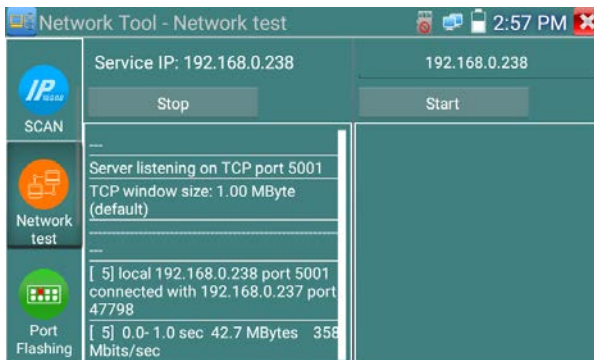 Network Tool - Network test
2:57 PM
IP
SCAN
Network
test
Port
Flashing
Service IP: 192.168.0.238
Stop
---
Server listening on TCP port 5001
TCP window size: 1.00 MByte
(default)
------------------------------------------------
---
[ 5] local 192.168.0.238 port 5001
connected with 192.168.0.237 port
47798
[ 5] 0.0- 1.0 sec 42.7 MBytes 358
Mbits/sec
192.168.0.238
Start